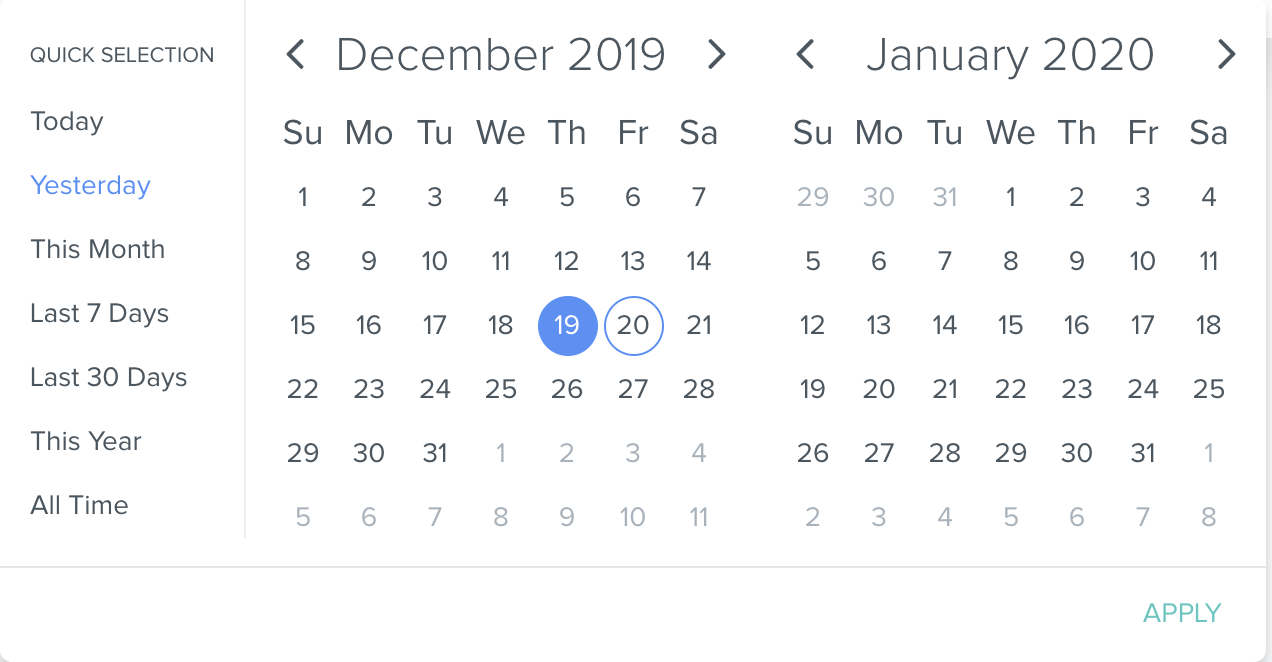 QUICK SELECTION
Today
Yesterday
This Month
Last 7 Days
Last 30 Days
This Year
All Time
December 2019
Su Mo Tu We Th Fr Sa
1 2 3 4 5 6 7
8 9 10 11 12 13 14
15 16 17 18 19 20 21
22 23 24 25 26 27 28
29 30 31 1 2 3 4
5 6 7 8 9 10 11
January 2020
Su Mo Tu We Th Fr Sa
29 30 31 1 2 3 4
5 6 7 8 9 10 11
12 13 14 15 16 17 18
19 20 21 22 23 24 25
26 27 28 29 30 31 1
2 3 4 5 6 7 8
APPLY